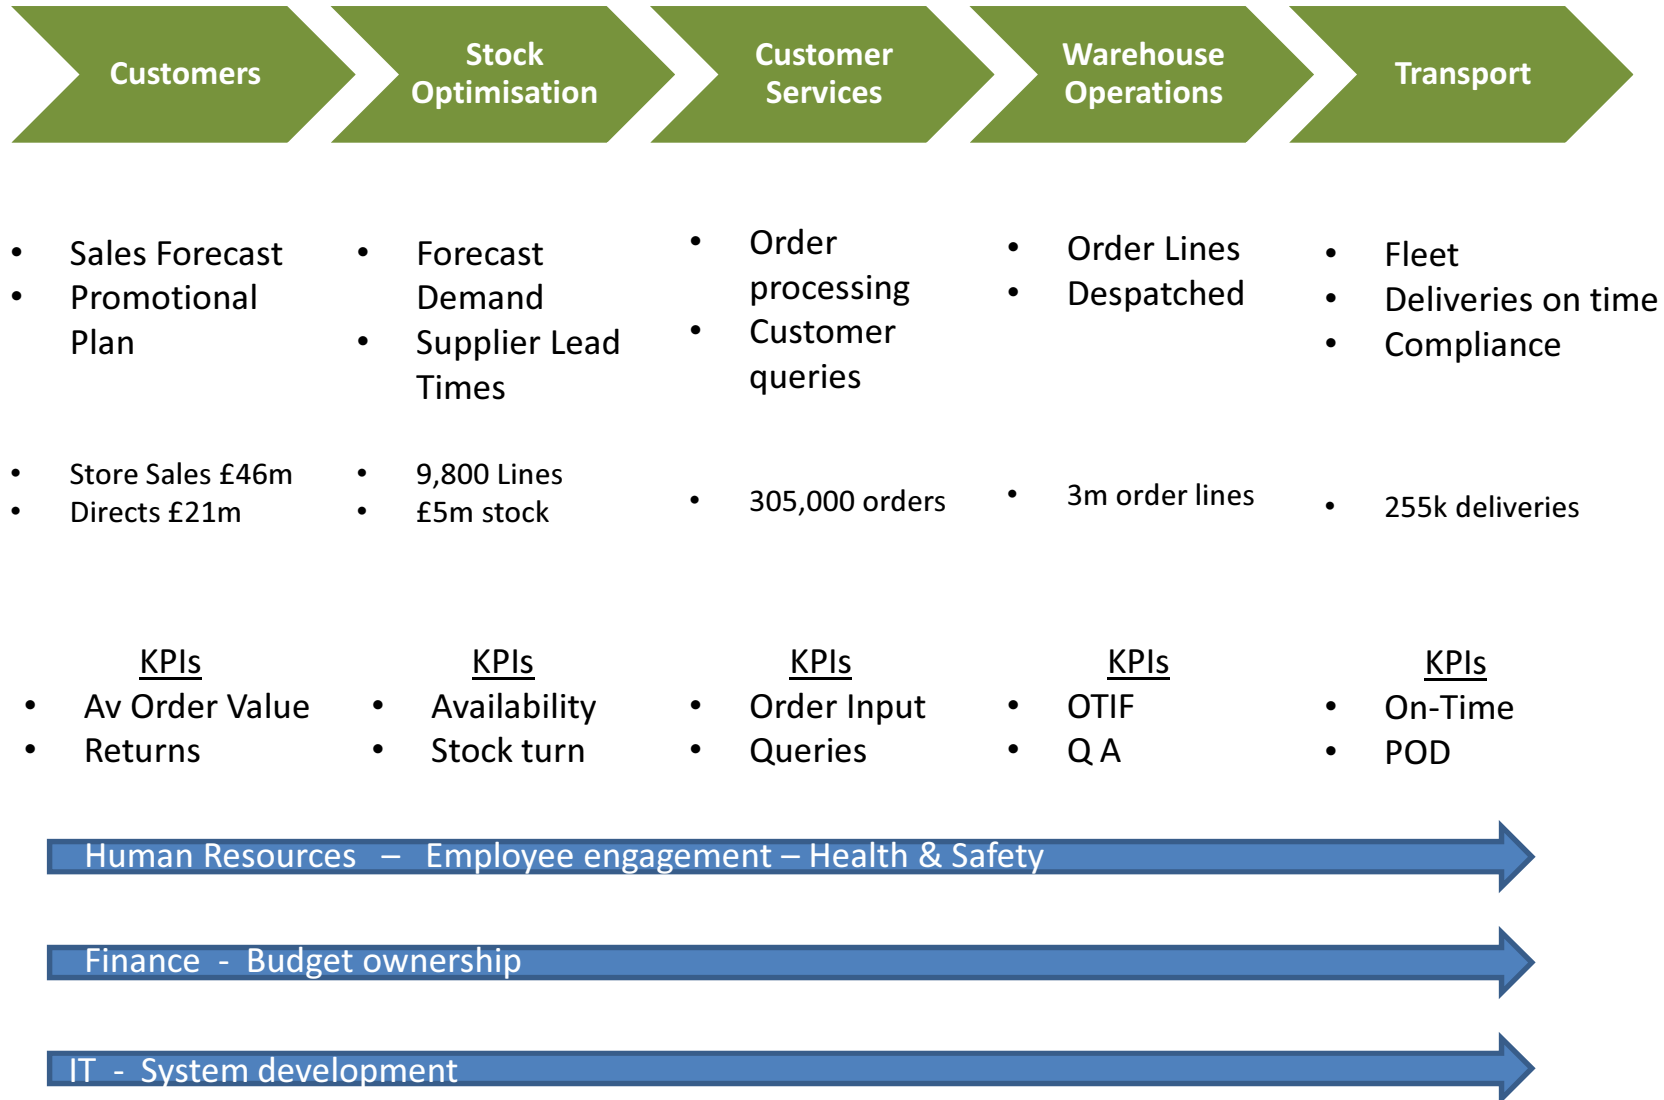 Customers
Stock
Optimisation
Customer
Services
Warehouse
Operations
Transport
• Sales Forecast
• Promotional
Plan
• Forecast
Demand
• Supplier Lead
Times
• Order
processing
• Customer
queries
• Order Lines
• Despatched
• Fleet
• Deliveries on time
• Compliance
• Store Sales £46m
• Directs £21m
• 9,800 Lines
• £5m stock
• 305,000 orders
• 3m order lines
• 255k deliveries
KPIs
• Av Order Value
• Returns
KPIs
• Availability
• Stock turn
KPIs
• Order Input
• Queries
KPIs
• OTIF
• Q A
KPIs
• On-Time
• POD
Human Resources – Employee engagement – Health & Safety
Finance - Budget ownership
IT - System development